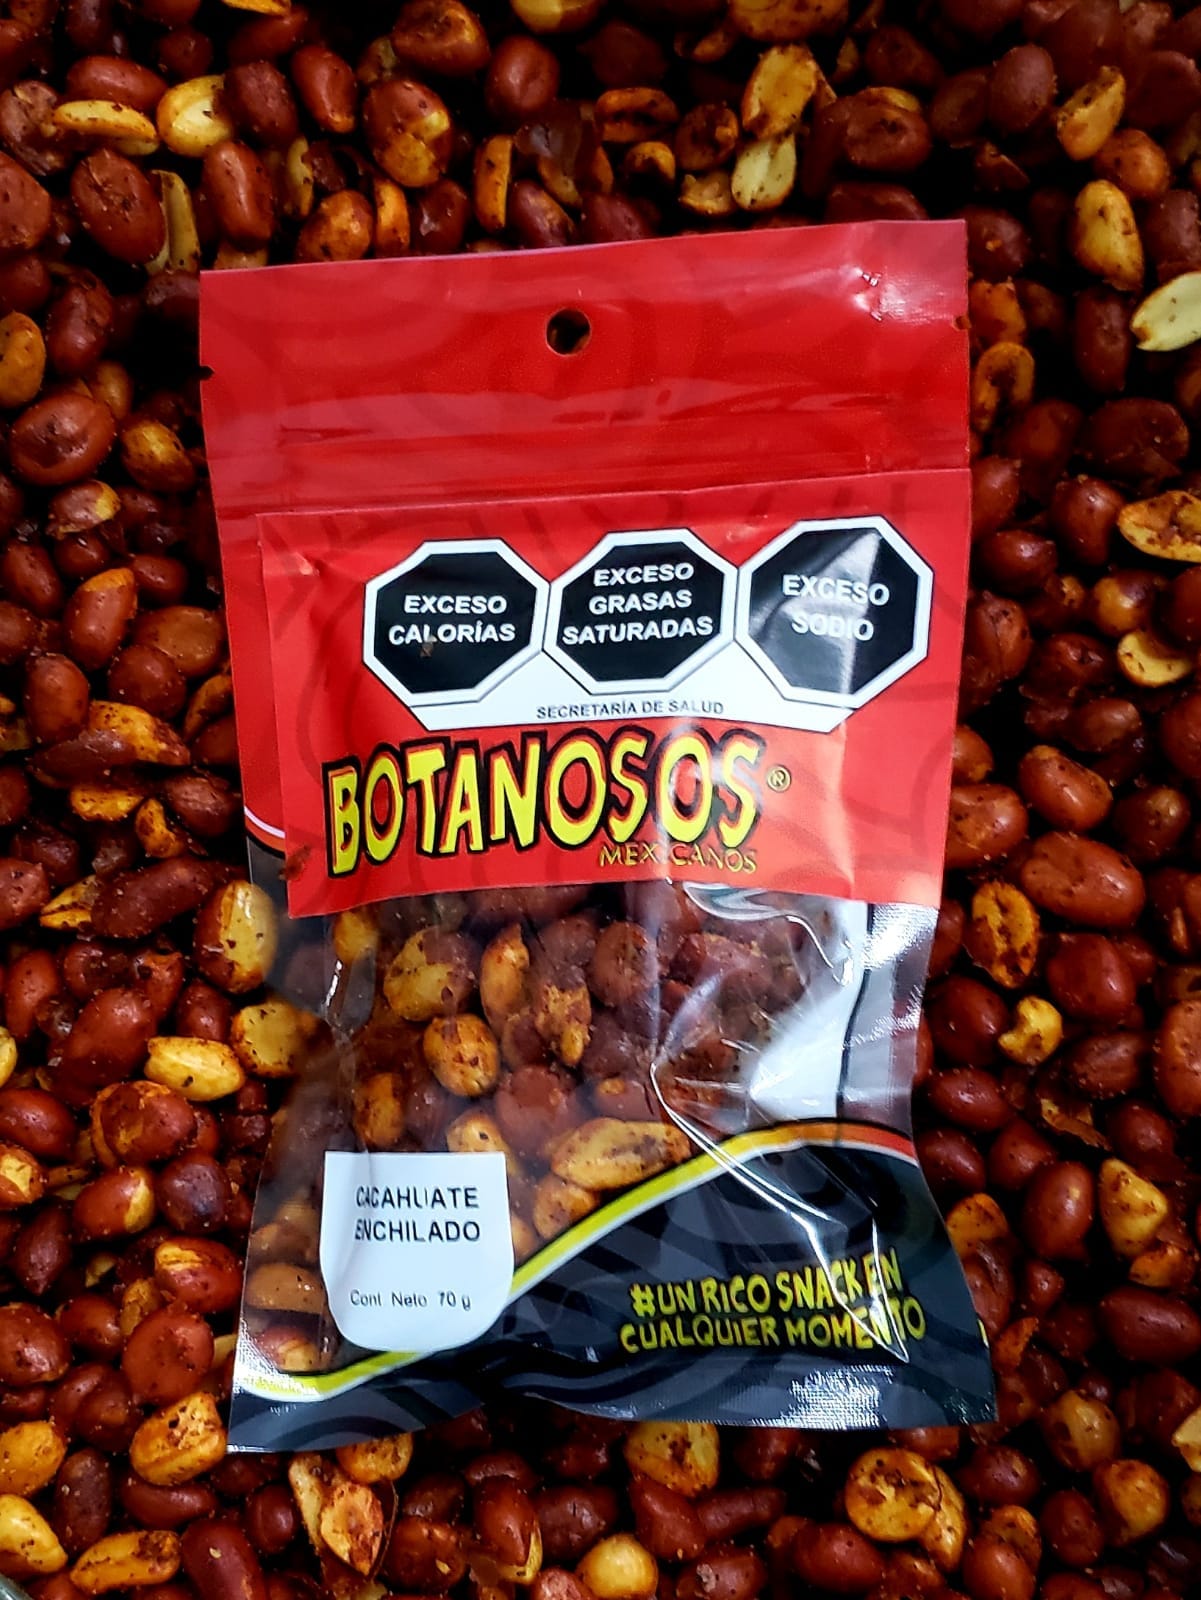 EXCESO
CALORÍAS
EXCESO
GRASAS
SATURADAS
EXCESO
SODIO
SECRETARÍA DE SALUD
BOTANOSOS®
MEXICANOS
CACAHUATE
ENCHILADO
Cont. Neto 70 g
#UN RICO SNACK EN
CUALQUIER MOMENTO